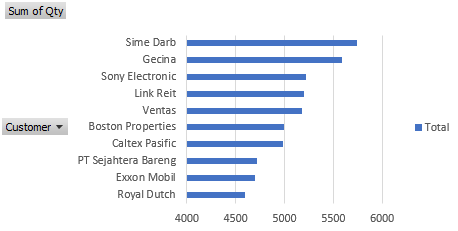 Sum of Qty
Sime Darb
Gecina
Sony Electronic
Link Reit
Ventas
Customer
Boston Properties
Caltex Pasific
PT Sejahtera Bareng
Exxon Mobil
Royal Dutch
Total
4000 4500 5000 5500 6000